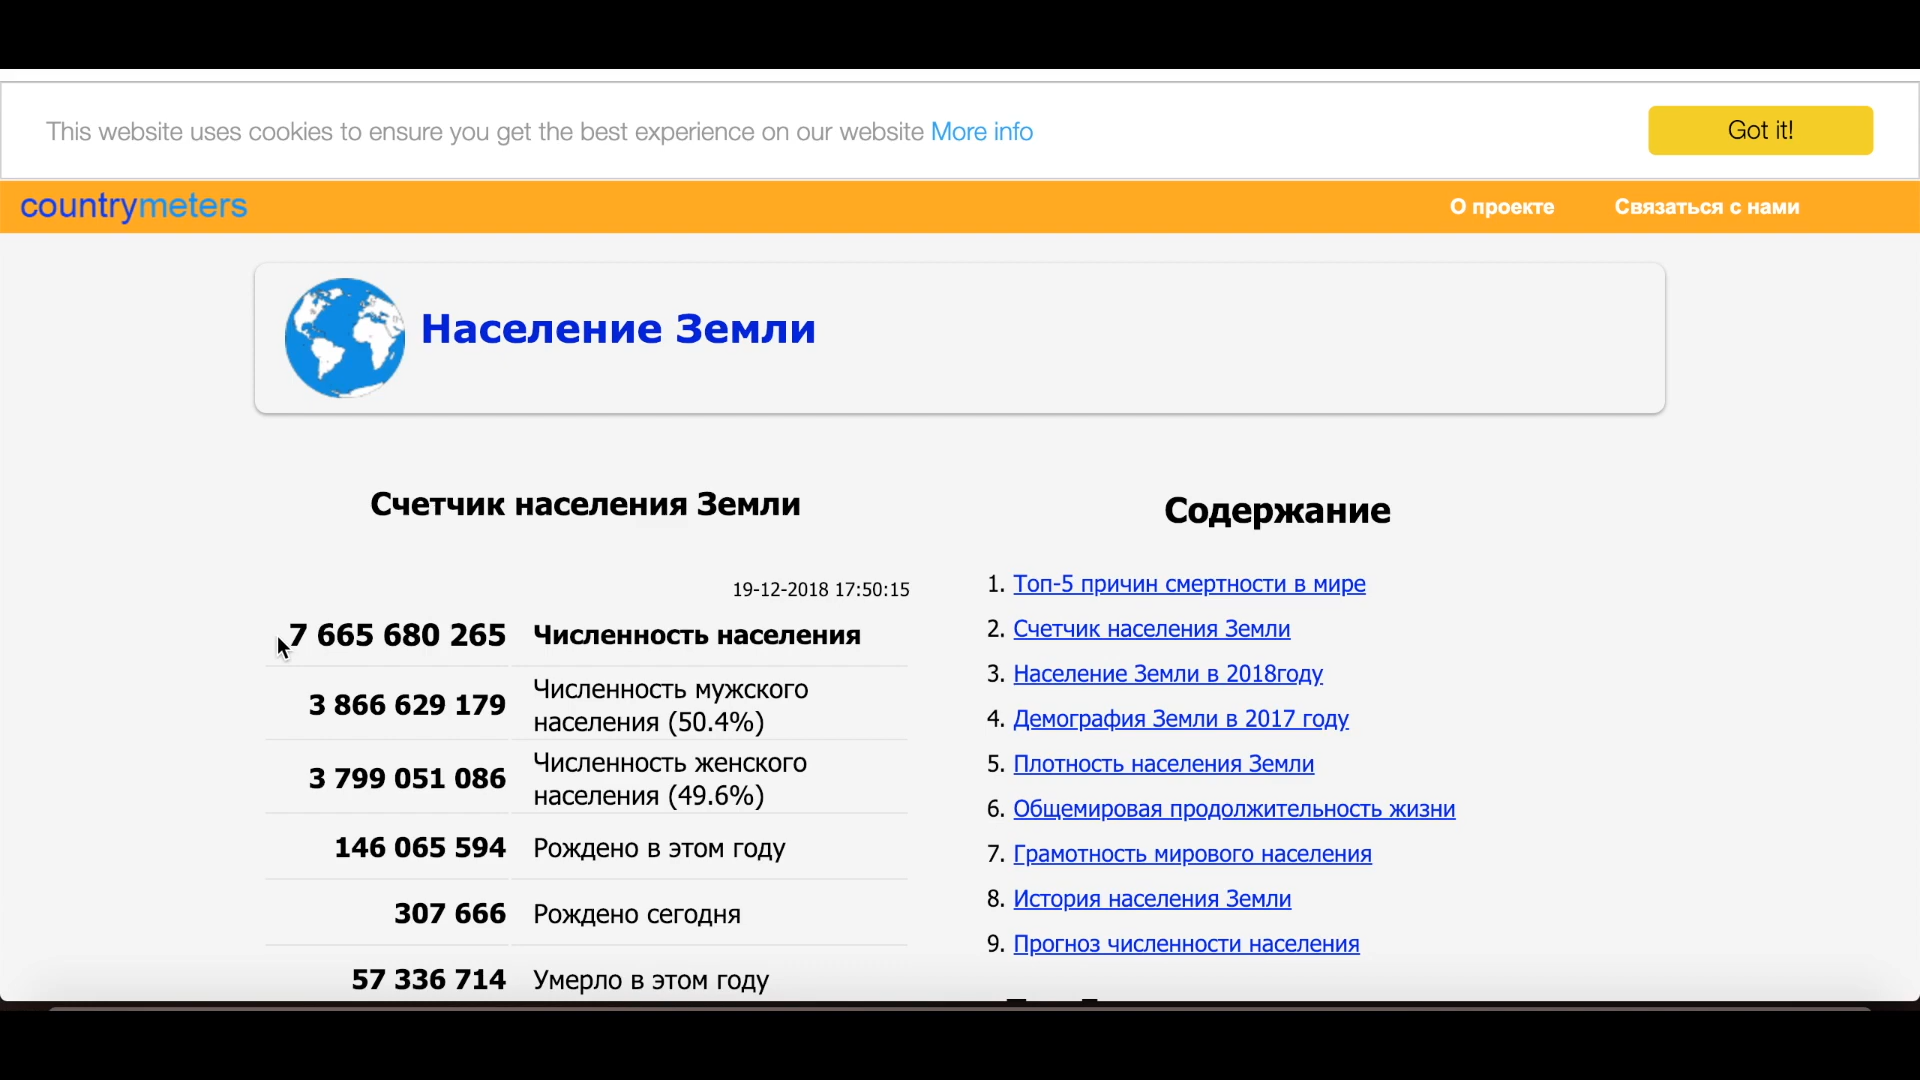 This website uses cookies to ensure you get the best experience on our website More info
Got it!
countrymeters
О проекте
Связаться с нами
Население Земли
Счетчик населения Земли
19-12-2018 17:50:15
7 665 680 265 Численность населения
3 866 629 179 Численность мужского
населения (50.4%)
3 799 051 086 Численность женского
населения (49.6%)
146 065 594 Рождено в этом году
307 666 Рождено сегодня
57 336 714 Умерло в этом году
Содержание
1. Топ-5 причин смертности в мире
2. Счетчик населения Земли
3. Население Земли в 2018году
4. Демография Земли в 2017 году
5. Плотность населения Земли
6. Общемировая продолжительность жизни
7. Грамотность мирового населения
8. История населения Земли
9. Прогноз численности населения